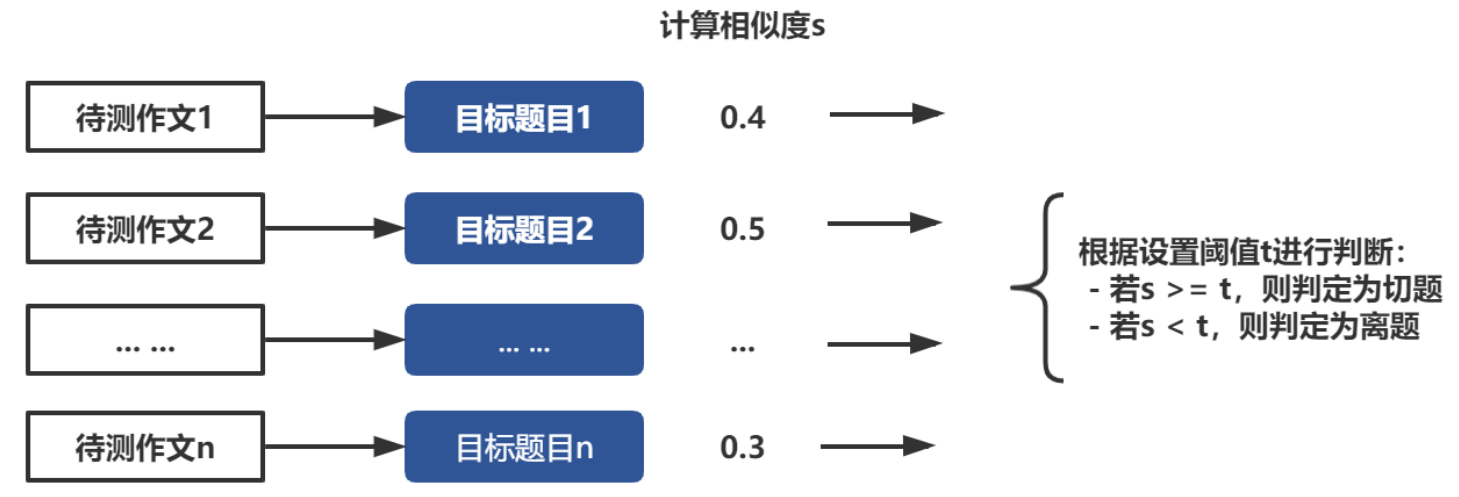 计算相似度s
待测作文1 目标题目1 0.4
待测作文2 目标题目2 0.5
... ... ... ... ...
待测作文n 目标题目n 0.3
根据设置阈值t进行判断：
- 若s >= t，则判定为切题
- 若s < t，则判定为离题